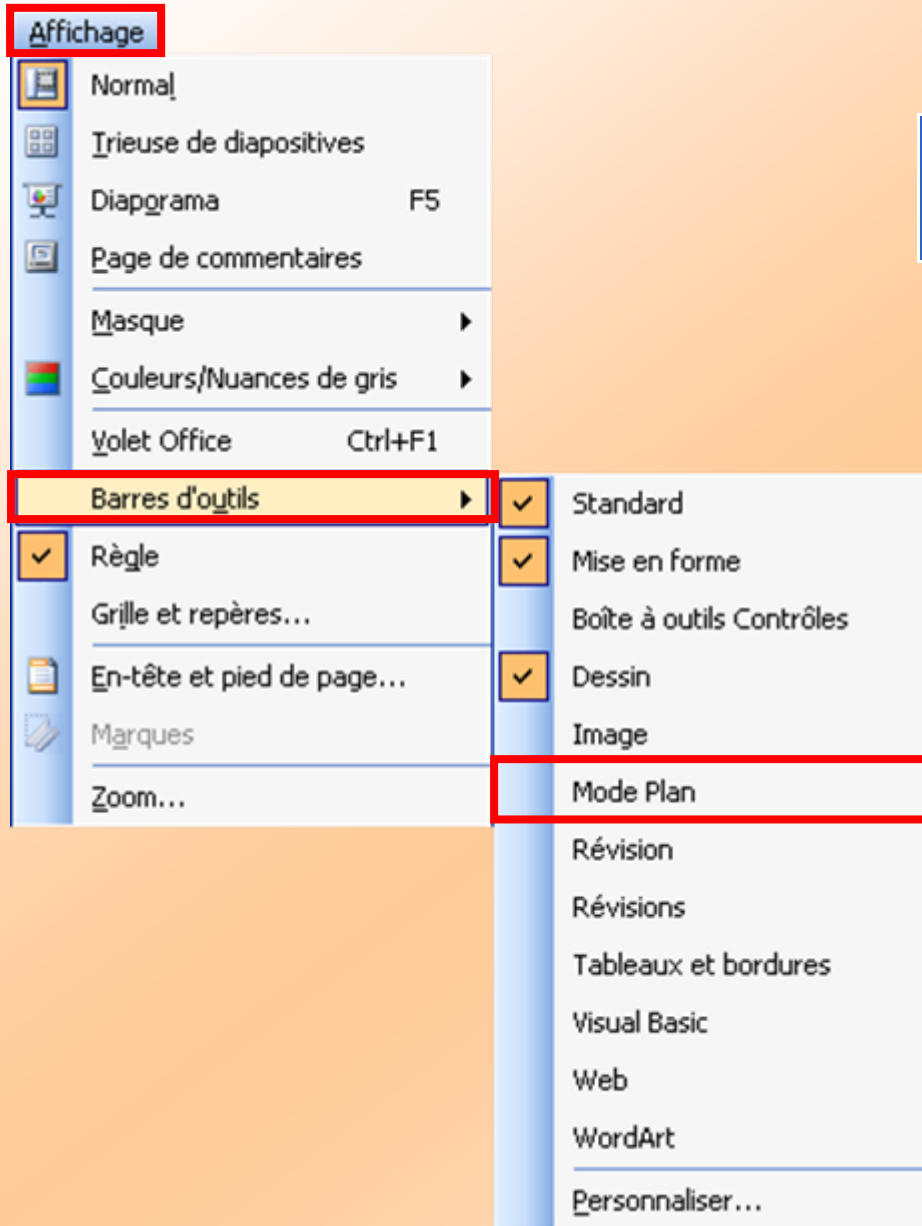 Affichage
Normal
Trieuse de diapositives
Diaporama F5
Page de commentaires
Masque
Couleurs/Nuances de gris
Volet Office Ctrl+F1
Barres d'outils
Règle
Grille et repères...
En-tête et pied de page...
Marques
Zoom...
Standard
Mise en forme
Boîte à outils Contrôles
Dessin
Image
Mode Plan
Révision
Révisions
Tableaux et bordures
Visual Basic
Web
WordArt
Personnaliser...